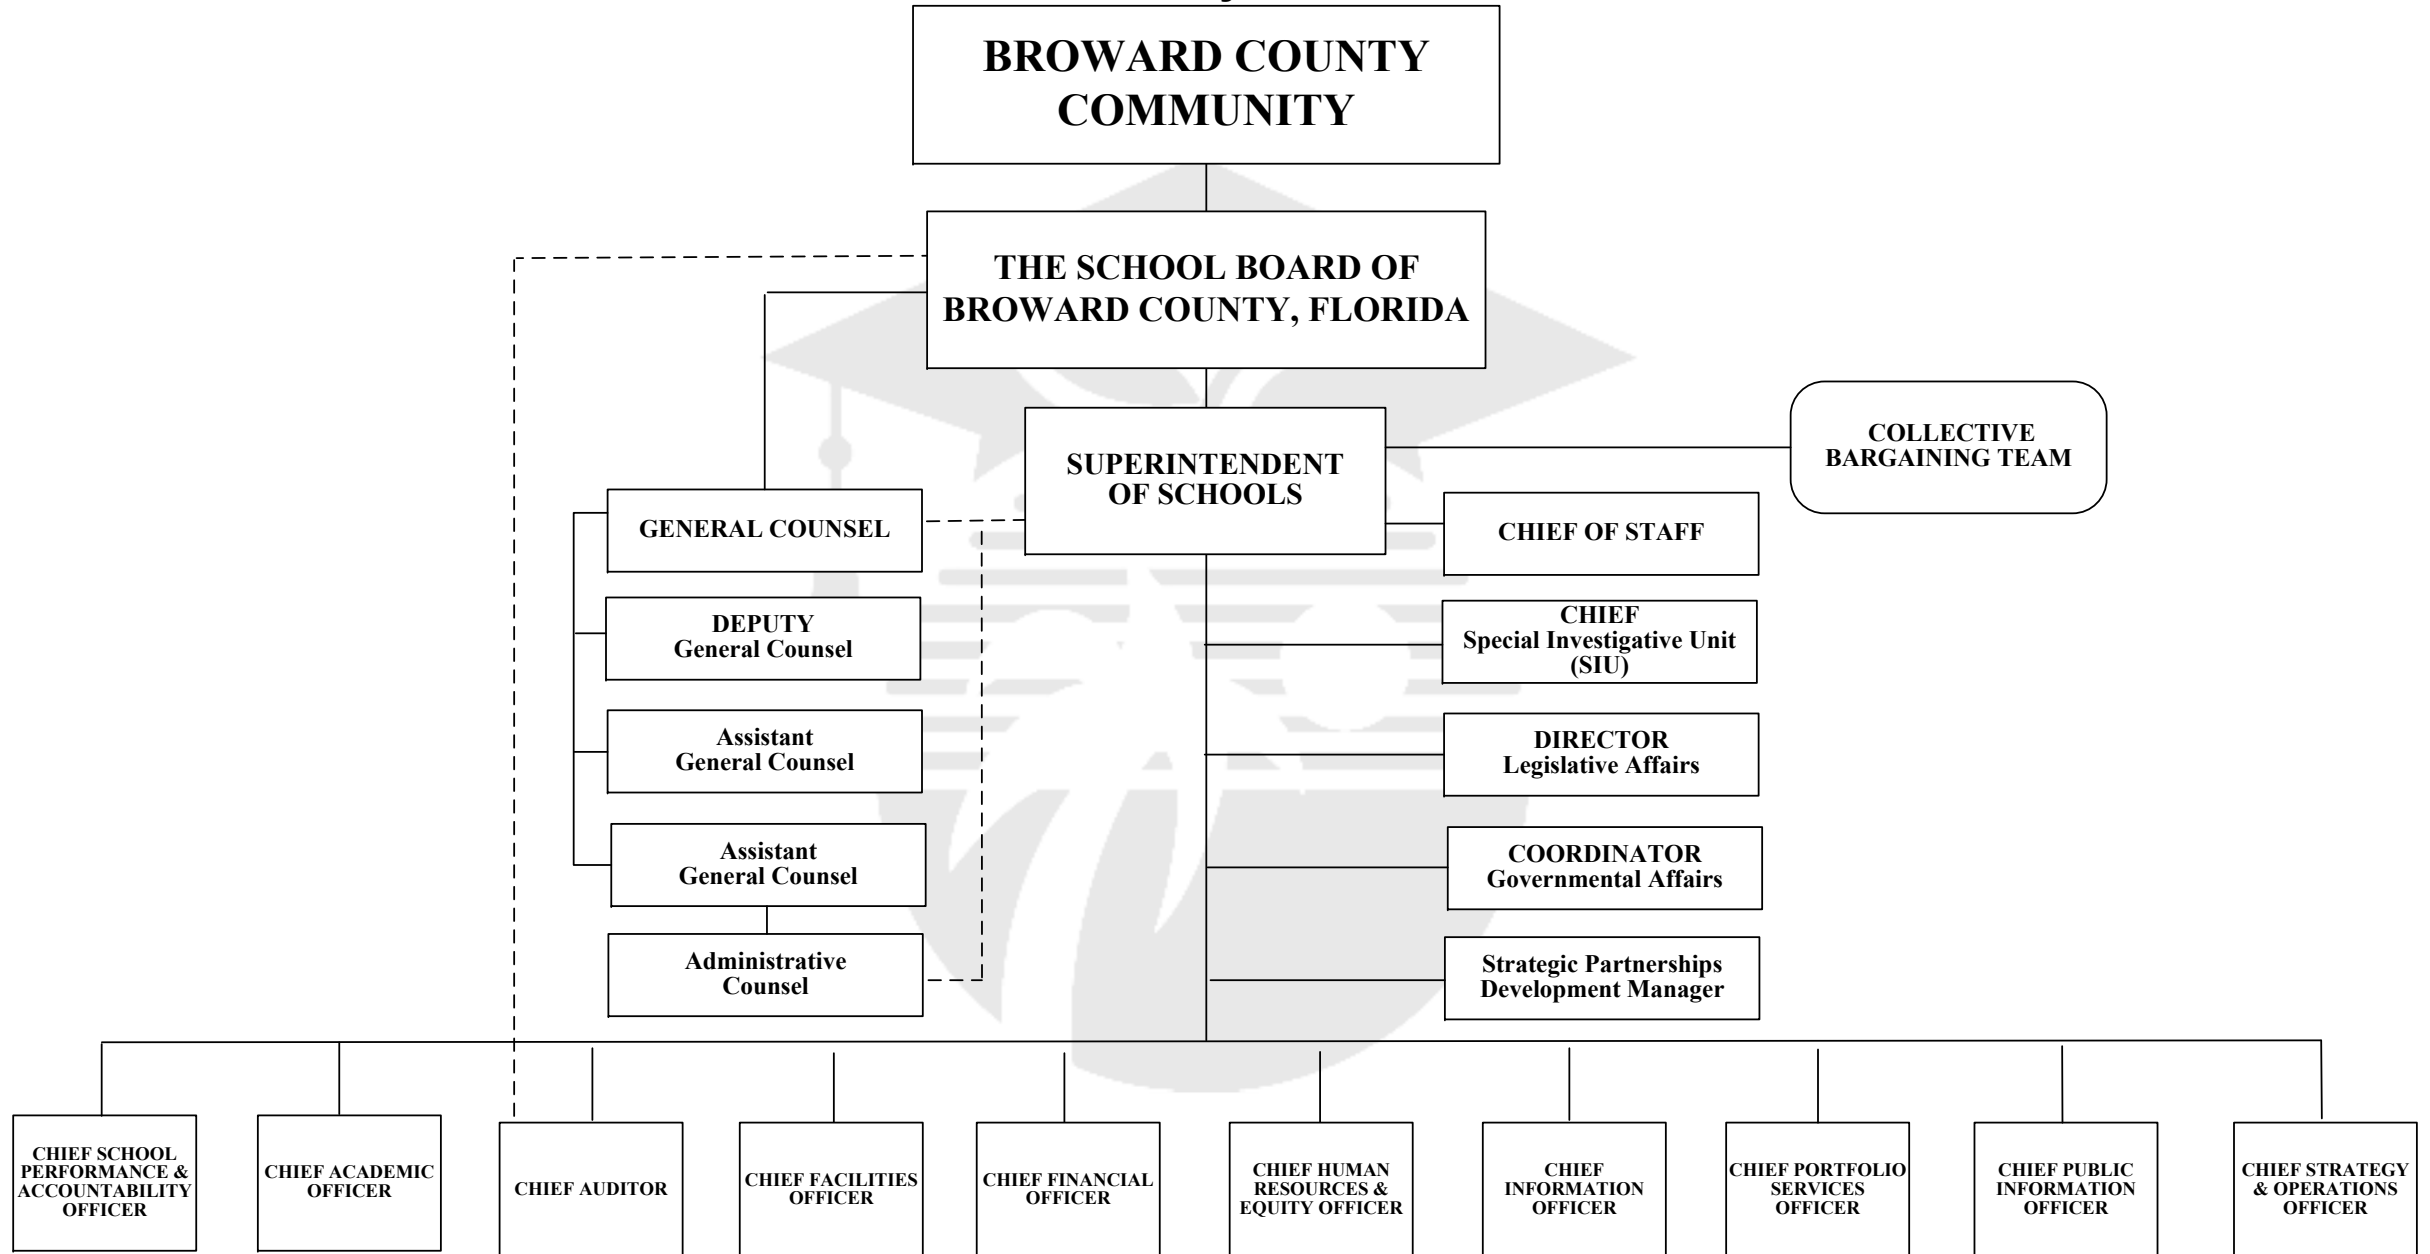 BROWARD COUNTY
COMMUNITY
THE SCHOOL BOARD OF
BROWARD COUNTY, FLORIDA
SUPERINTENDENT
OF SCHOOLS
COLLECTIVE
BARGAINING TEAM
GENERAL COUNSEL
CHIEF OF STAFF
DEPUTY
General Counsel
CHIEF
Special Investigative Unit
(SIU)
Assistant
General Counsel
DIRECTOR
Legislative Affairs
Assistant
General Counsel
COORDINATOR
Governmental Affairs
Administrative
Counsel
Strategic Partnerships
Development Manager
CHIEF SCHOOL
PERFORMANCE &
ACCOUNTABILITY
OFFICER
CHIEF ACADEMIC
OFFICER
CHIEF AUDITOR
CHIEF FACILITIES
OFFICER
CHIEF FINANCIAL
OFFICER
CHIEF HUMAN
RESOURCES &
EQUITY OFFICER
CHIEF
INFORMATION
OFFICER
CHIEF PORTFOLIO
SERVICES
OFFICER
CHIEF PUBLIC
INFORMATION
OFFICER
CHIEF STRATEGY
& OPERATIONS
OFFICER